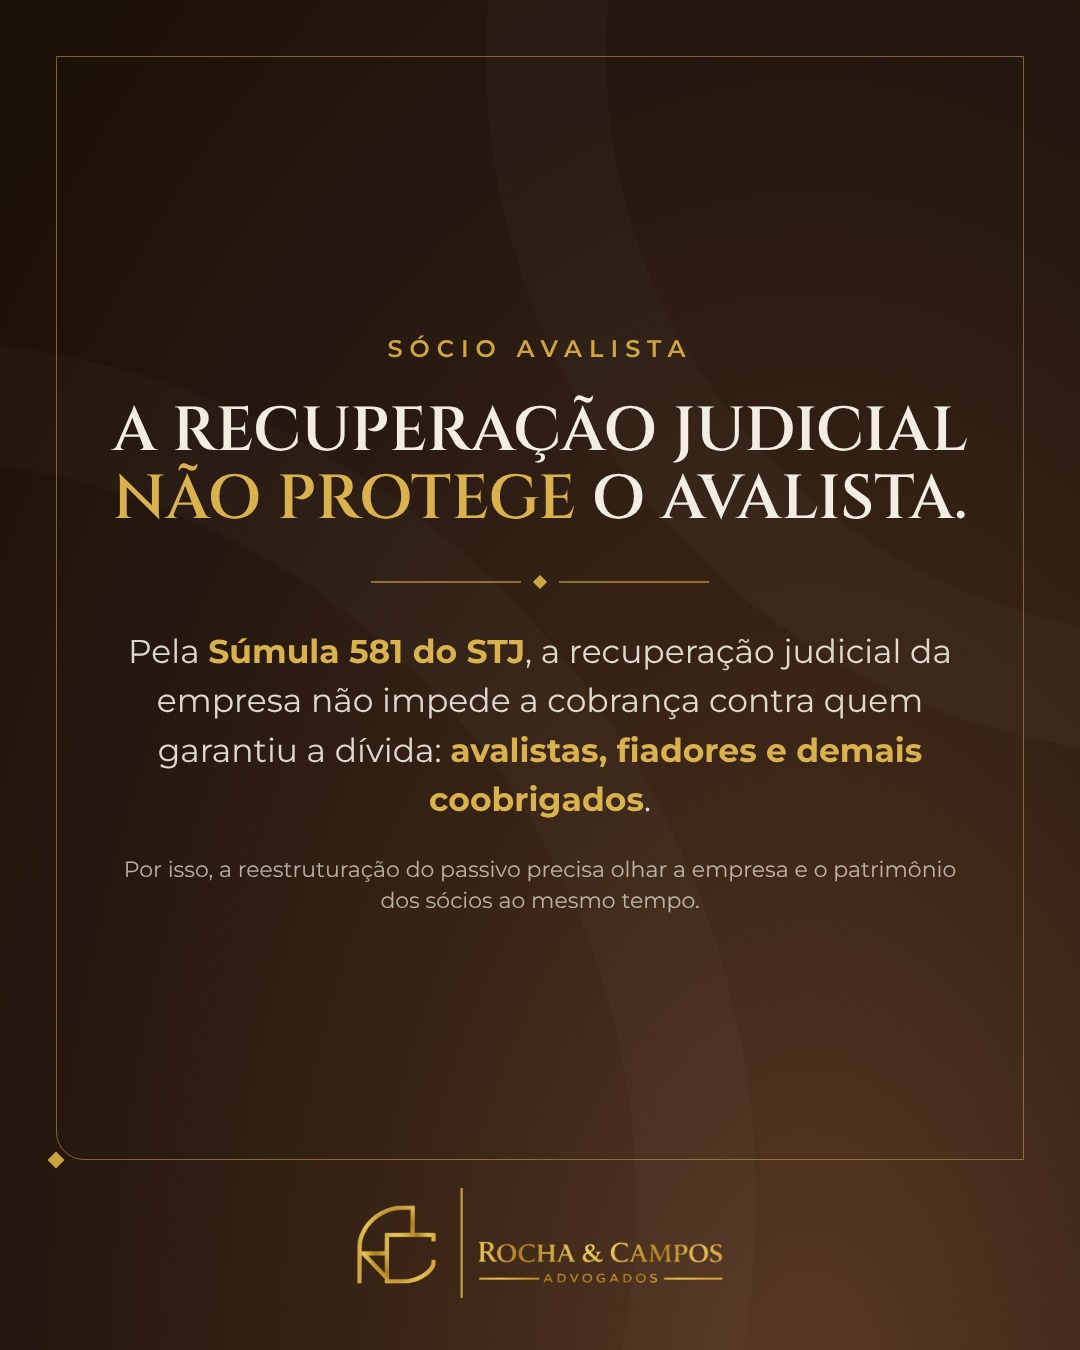 SÓCIO AVALISTA
A RECUPERAÇÃO JUDICIAL
NÃO PROTEGE O AVALISTA.
Pela Súmula 581 do STJ, a recuperação judicial da
empresa não impede a cobrança contra quem
garantiu a dívida: avalistas, fiadores e demais
coobrigados.
Por isso, a reestruturação do passivo precisa olhar a empresa e o patrimônio
dos sócios ao mesmo tempo.
ROCHA & CAMPOS
ADVOGADOS